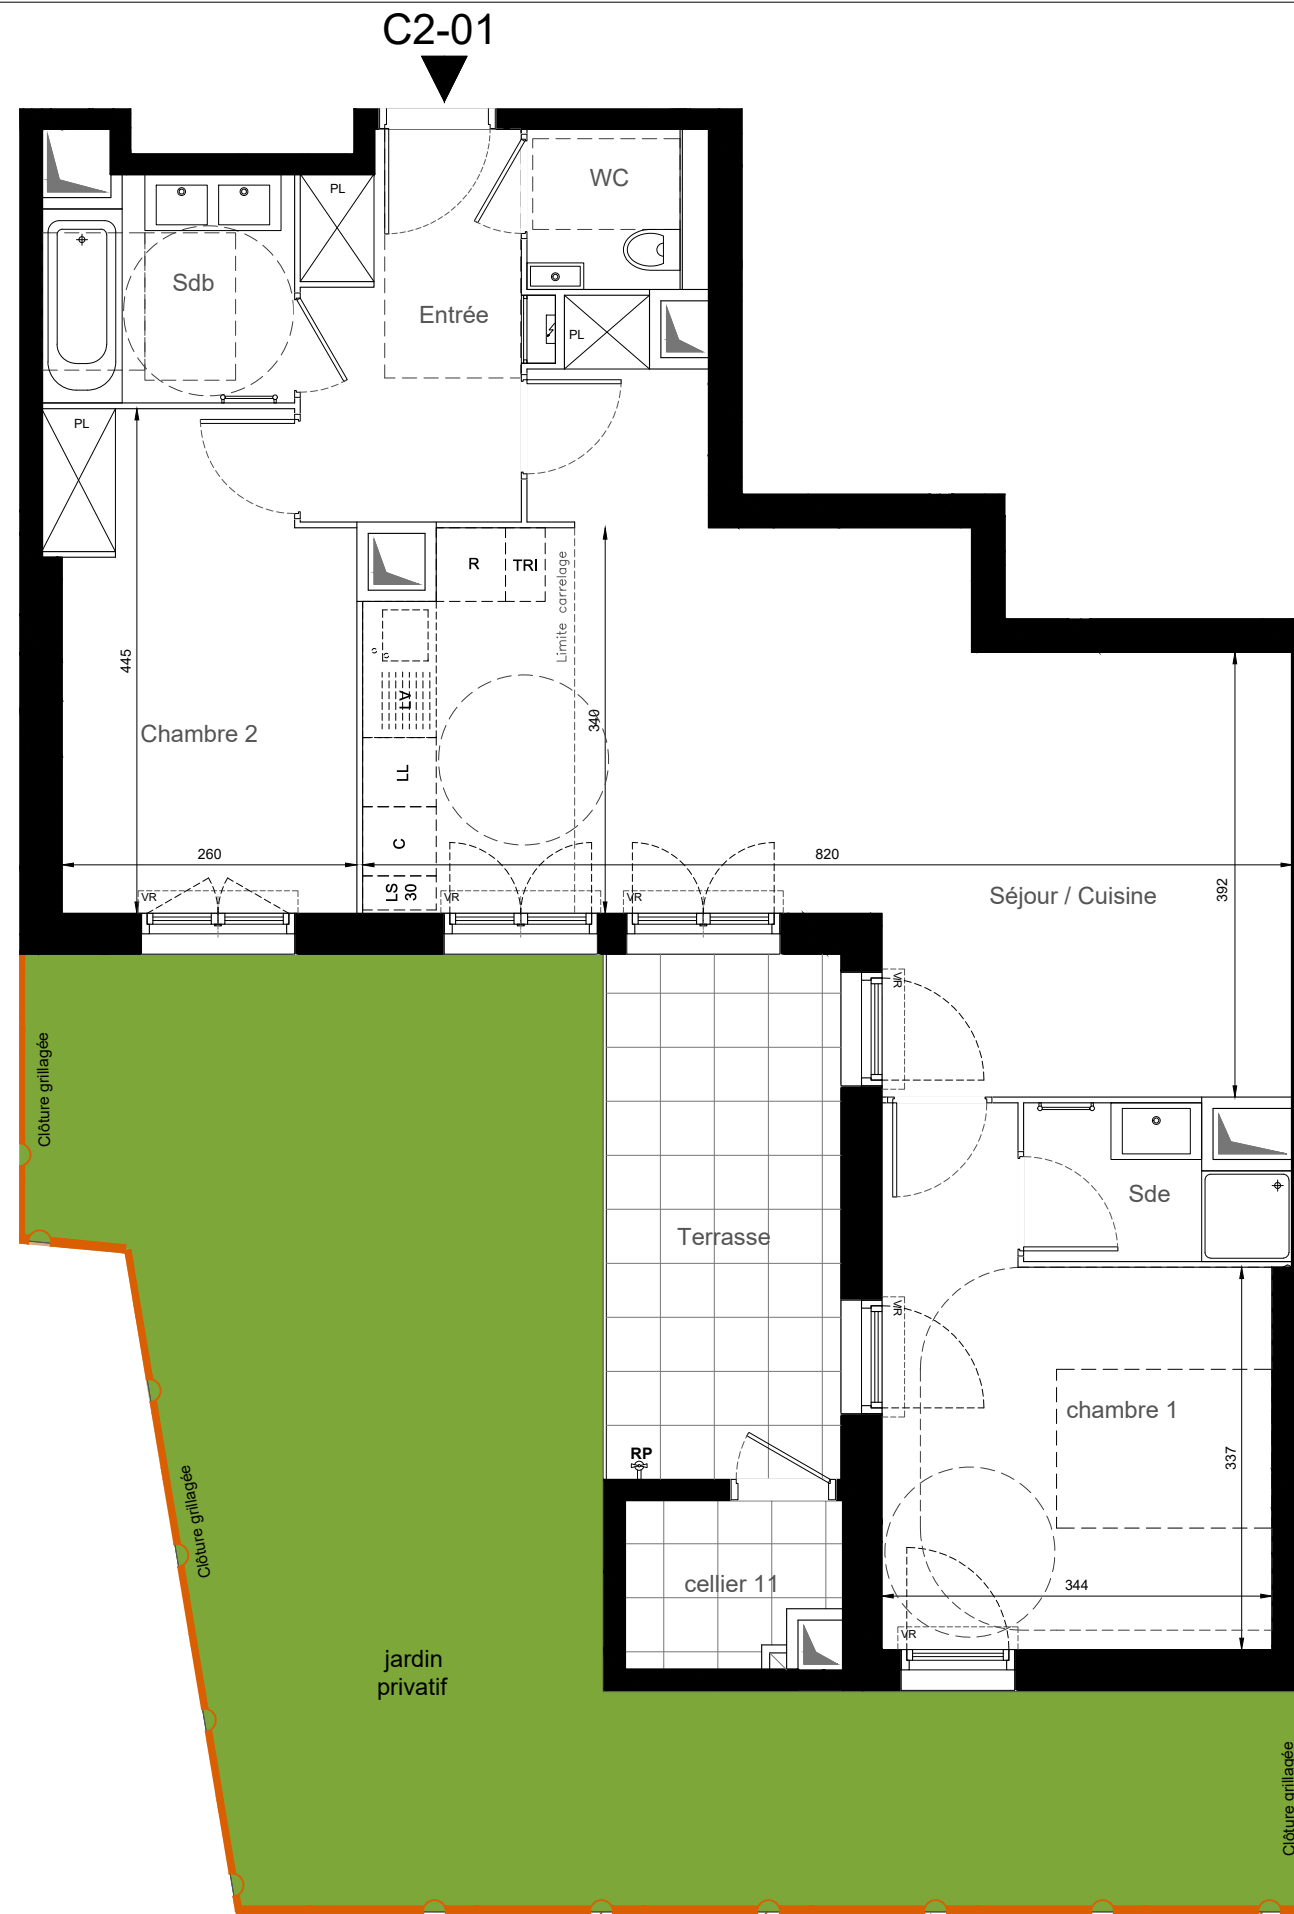 C2-01
WC
PL
Sdb
Entrée
PL
PL
R
TRI
Limite carrelage
445
340
LV
Chambre 2
LL
C
260
820
LS
30
392
Séjour / Cuisine
VR
VR
VR
VR
Clôture grillagée
Sde
Terrasse
VR
chambre 1
RP
337
Clôture grillagée
cellier 11
344
VR
jardin
privatif
Clôture grillagée